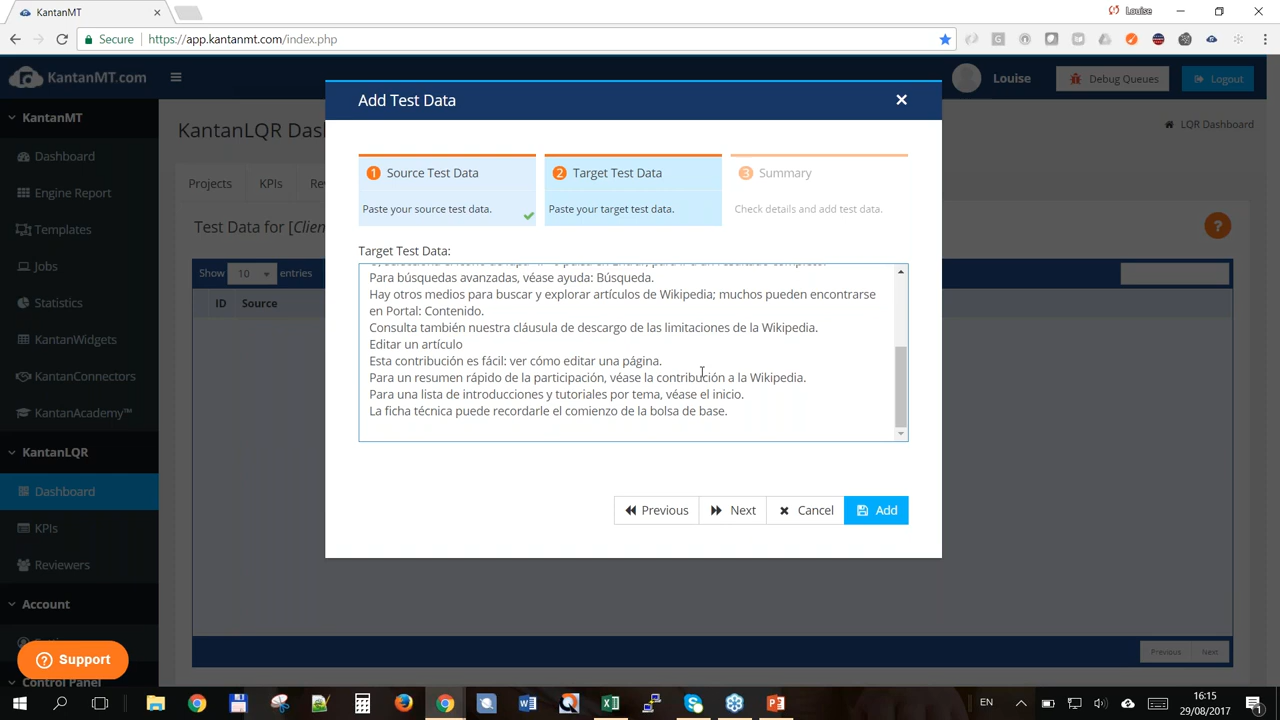 KantanMT
Louise
Secure
https://app.kantanmt.com/index.php
KantanMT.com
Louise
Debug Queues
Logout
KantanMT
Dashboard
Engine Report
Templates
Jobs
Statistics
KantanWidgets
KantanConnectors
KantanAcademy™
KantanLQR
Dashboard
KPIs
Reviewers
Account
Support
Control Panel
KantanLQR Das
LQR Dashboard
Projects
KPIs
Re
Test Data for [Clien
Show 10 entries
ID Source
Add Test Data
1 Source Test Data
Paste your source test data.
2 Target Test Data
Paste your target test data.
3 Summary
Check details and add test data.
Target Test Data:
Para búsquedas avanzadas, véase ayuda: Búsqueda.
Hay otros medios para buscar y explorar artículos de Wikipedia; muchos pueden encontrarse
en Portal: Contenido.
Consulta también nuestra cláusula de descargo de las limitaciones de la Wikipedia.
Editar un artículo
Esta contribución es fácil: ver cómo editar una página.
Para un resumen rápido de la participación, véase la contribución a la Wikipedia.
Para una lista de introducciones y tutoriales por tema, véase el inicio.
La ficha técnica puede recordarle el comienzo de la bolsa de base.
Previous
Next
Cancel
Add
?
Previous
Next
EN
16:15
29/08/2017